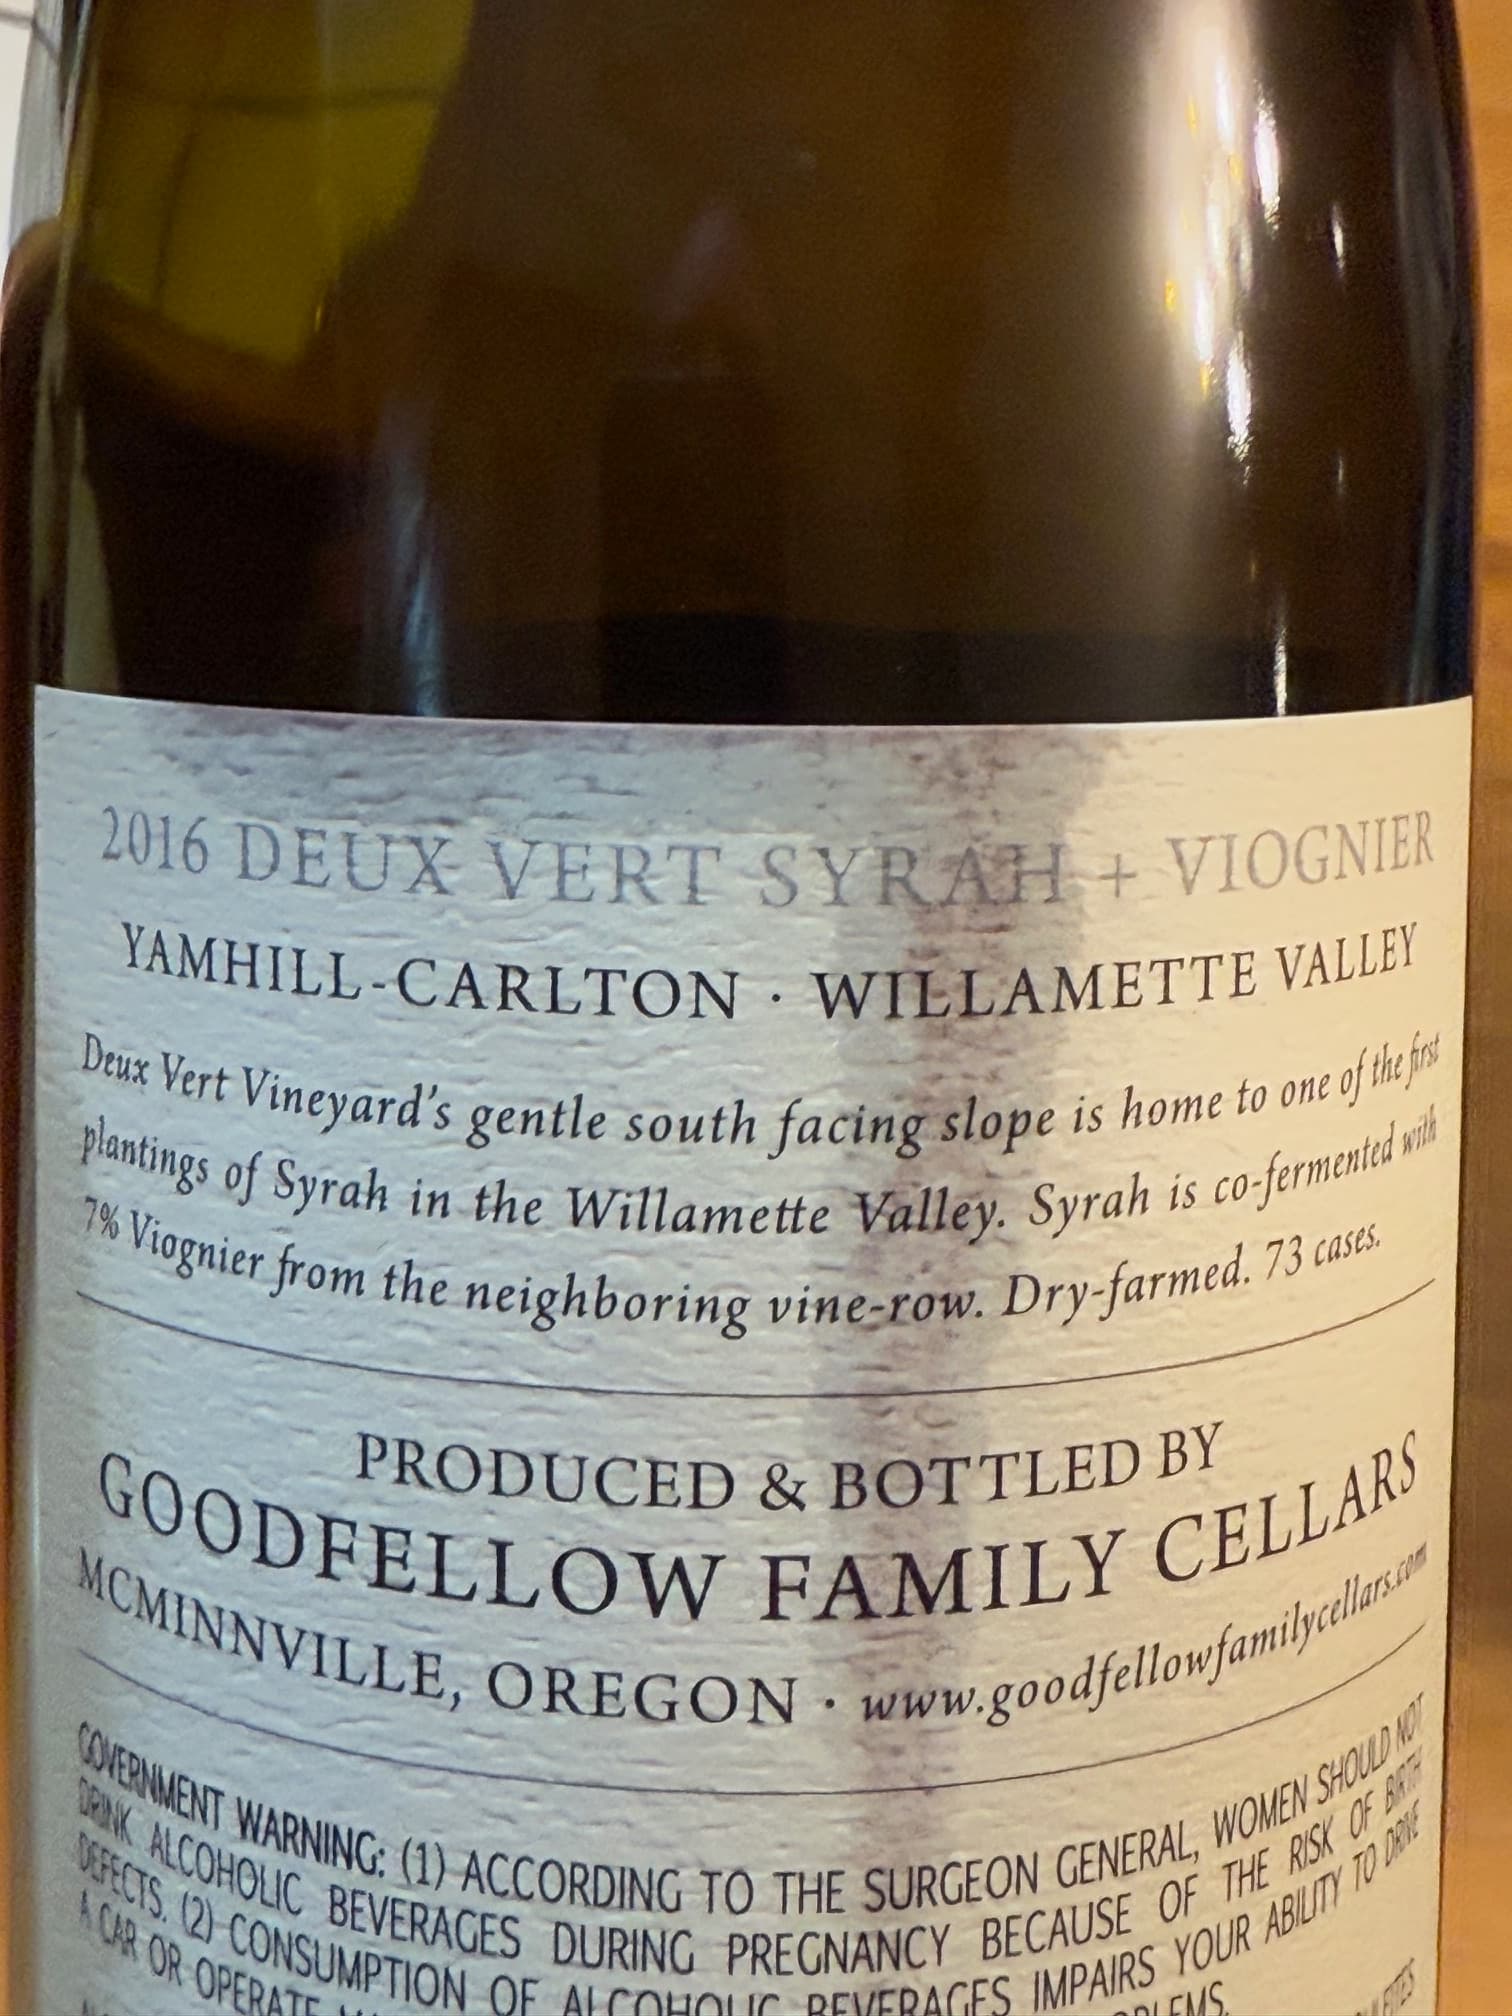 2016 DEUX VERT SYRAH + VIOGNIER
YAMHILL-CARLTON · WILLAMETTE VALLEY
Deux Vert Vineyard's gentle south facing slope is home to one of the first
plantings of Syrah in the Willamette Valley. Syrah is co-fermented with
7% Viognier from the neighboring vine-row. Dry-farmed. 73 cases.
PRODUCED & BOTTLED BY
GOODFELLOW FAMILY CELLARS
MCMINNVILLE, OREGON · www.goodfellowfamilycellars.com
GOVERNMENT WARNING: (1) ACCORDING TO THE SURGEON GENERAL, WOMEN SHOULD NOT
DRINK ALCOHOLIC BEVERAGES DURING PREGNANCY BECAUSE OF THE RISK OF BIRTH
DEFECTS. (2) CONSUMPTION OF ALCOHOLIC BEVERAGES IMPAIRS YOUR ABILITY TO DRIVE
A CAR OR OPERATE